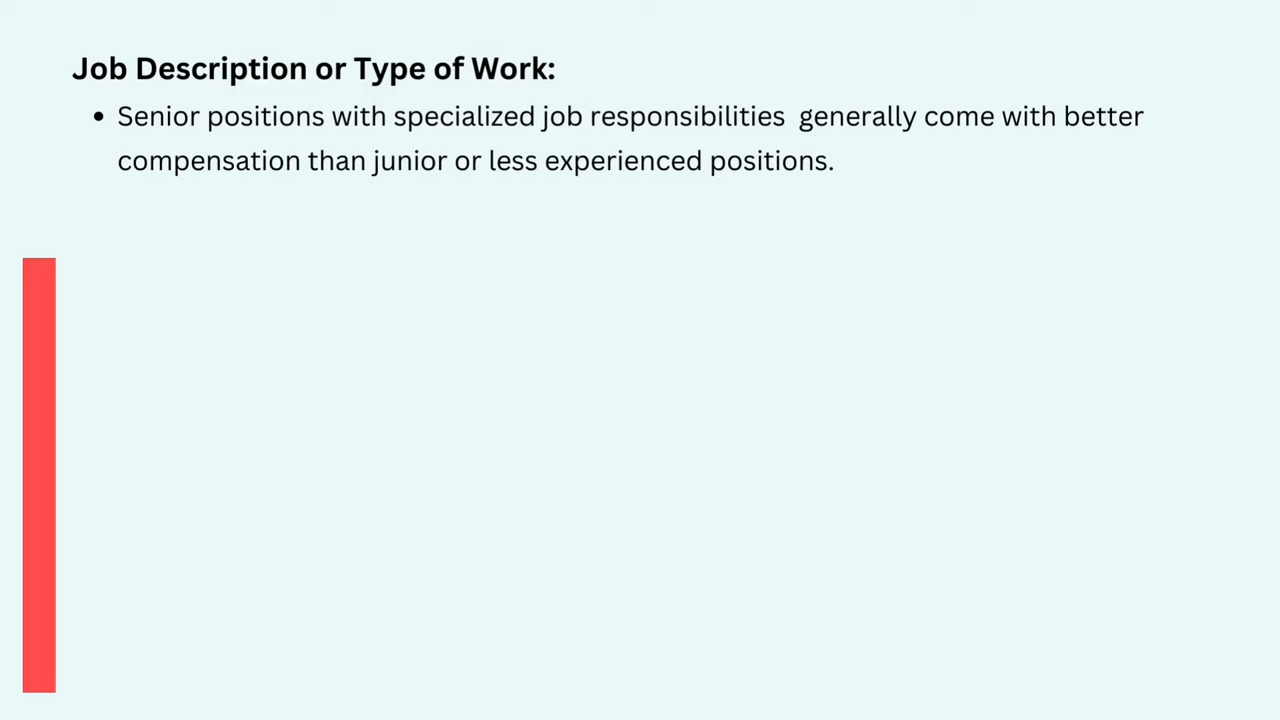 Job Description or Type of Work:
• Senior positions with specialized job responsibilities  generally come with better
compensation than junior or less experienced positions.